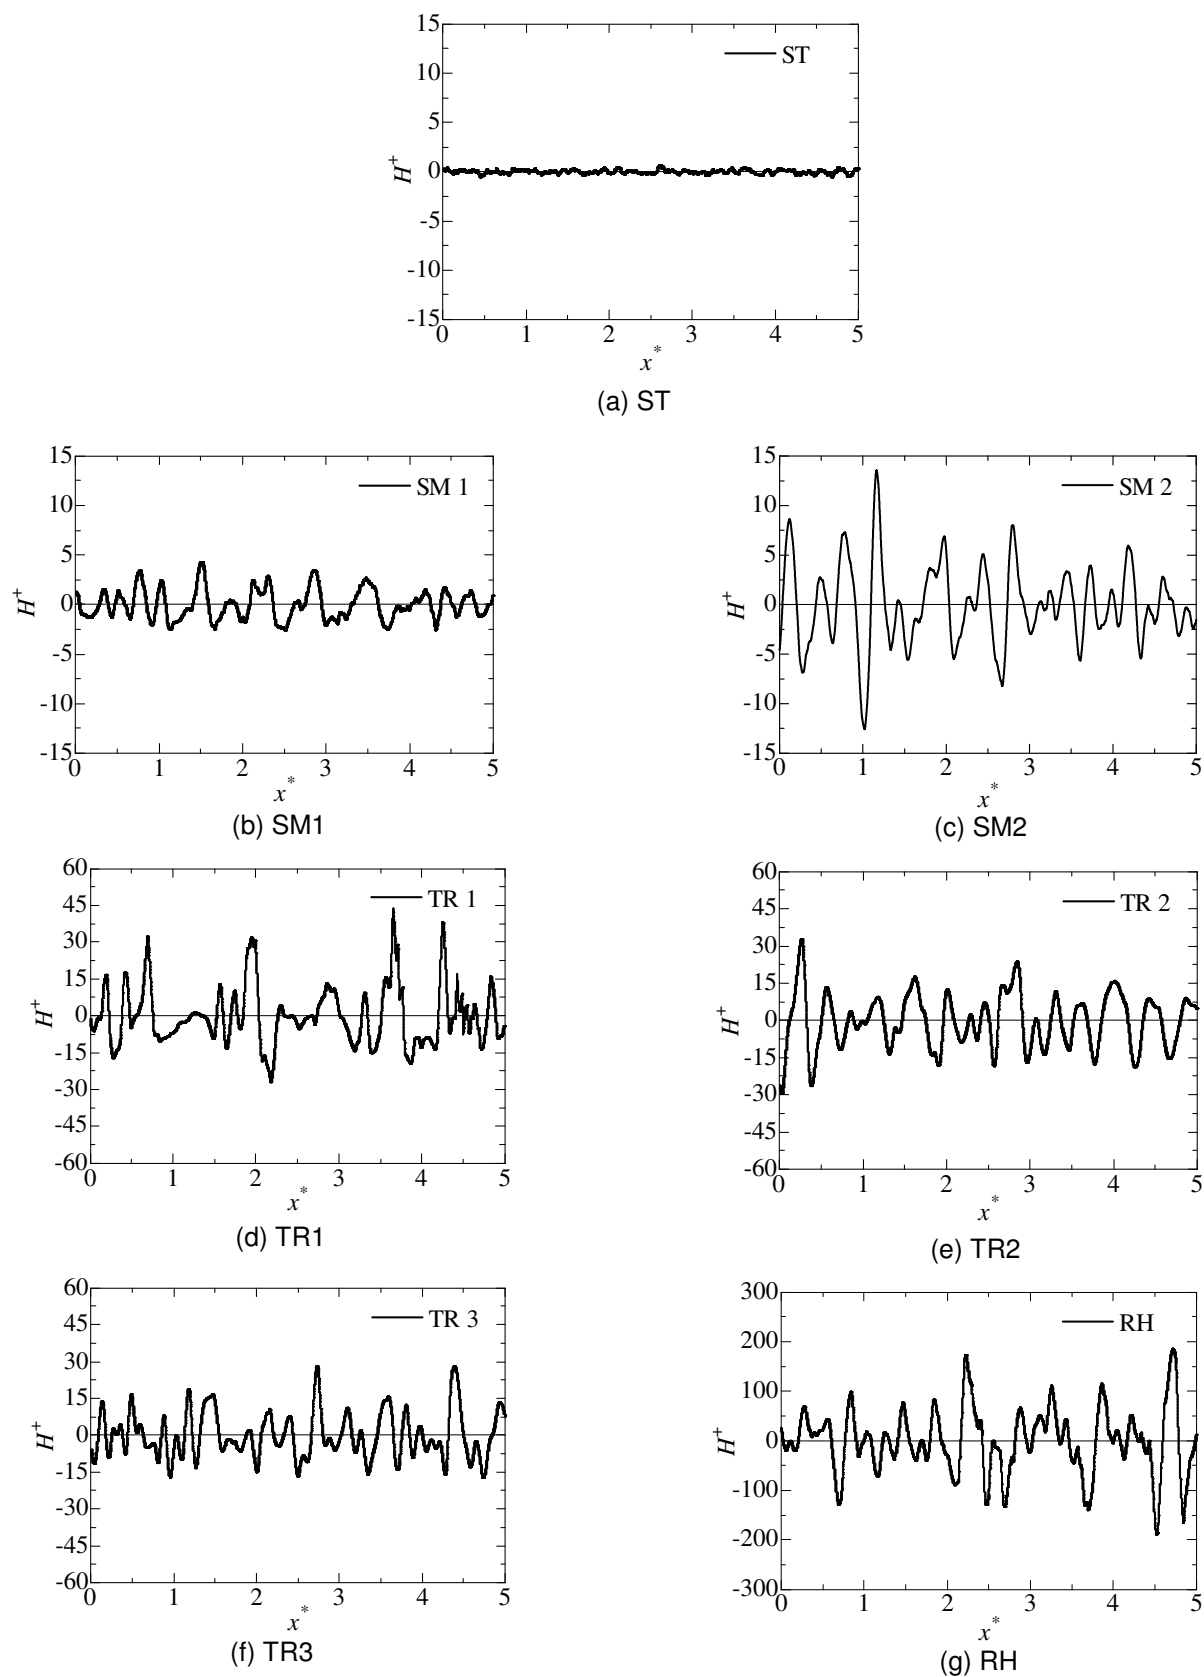 15
10
5
0
-5
-10
-15
H+
ST
0 1 2 3 4 5
x*
(a) ST
15
10
5
0
-5
-10
-15
H+
SM 1
0 1 2 3 4 5
x*
(b) SM1
15
10
5
0
-5
-10
-15
H+
SM 2
0 1 2 3 4 5
x*
(c) SM2
60
45
30
15
0
-15
-30
-45
-60
H+
TR 1
0 1 2 3 4 5
x*
(d) TR1
60
45
30
15
0
-15
-30
-45
-60
H+
TR 2
0 1 2 3 4 5
x*
(e) TR2
60
45
30
15
0
-15
-30
-45
-60
H+
TR 3
0 1 2 3 4 5
x*
(f) TR3
300
200
100
0
-100
-200
-300
H+
RH
0 1 2 3 4 5
x*
(g) RH